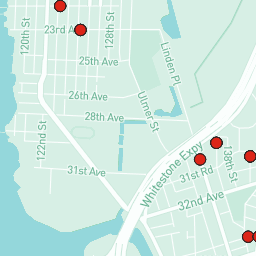 120th St
23rd A
128th St
25th Ave
Linden Pl
26th Ave
Ulmer St
28th Ave
122nd St
31st Ave
Whitestone Expy
138th St
31st Rd
32nd Ave